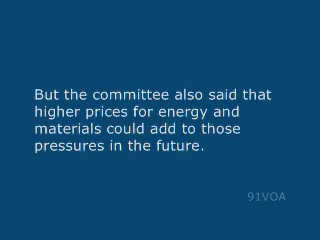 But the committee also said that
higher prices for energy and
materials could add to those
pressures in the future.
91VOA